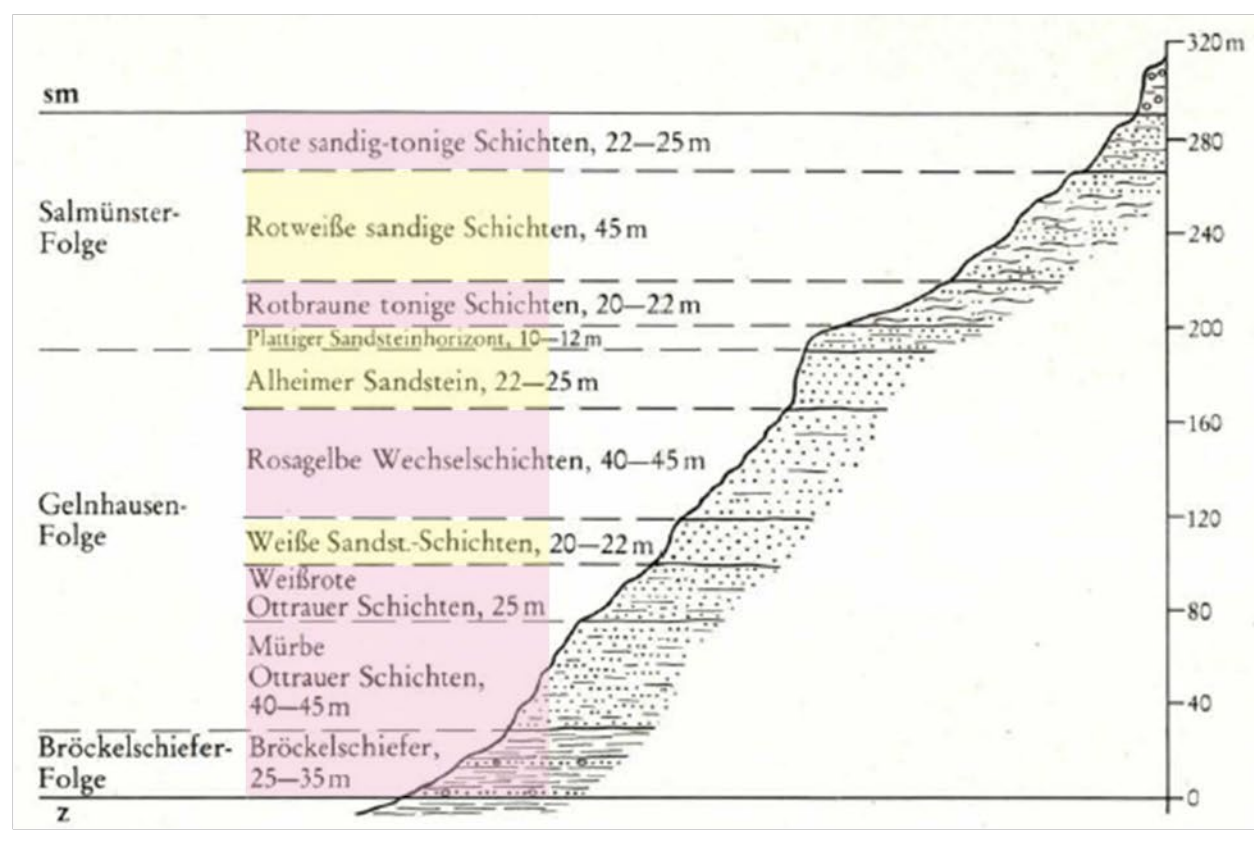 320 m
sm
Rote sandig-tonige Schichten, 22—25 m
280
Salmünster-
Folge
Rotweiße sandige Schichten, 45 m
240
Rotbraune tonige Schichten, 20—22 m
200
Plattiger Sandsteinhorizont, 10—12 m
Alheimer Sandstein, 22—25 m
160
Rosagelbe Wechselschichten, 40—45 m
Gelnhausen-
Folge
120
Weiße Sandst.-Schichten, 20—22 m
Weißrote
Ottrauer Schichten, 25 m
80
Mürbe
Ottrauer Schichten,
40—45 m
40
Bröckelschiefer-
Folge
Bröckelschiefer,
25—35 m
0
z